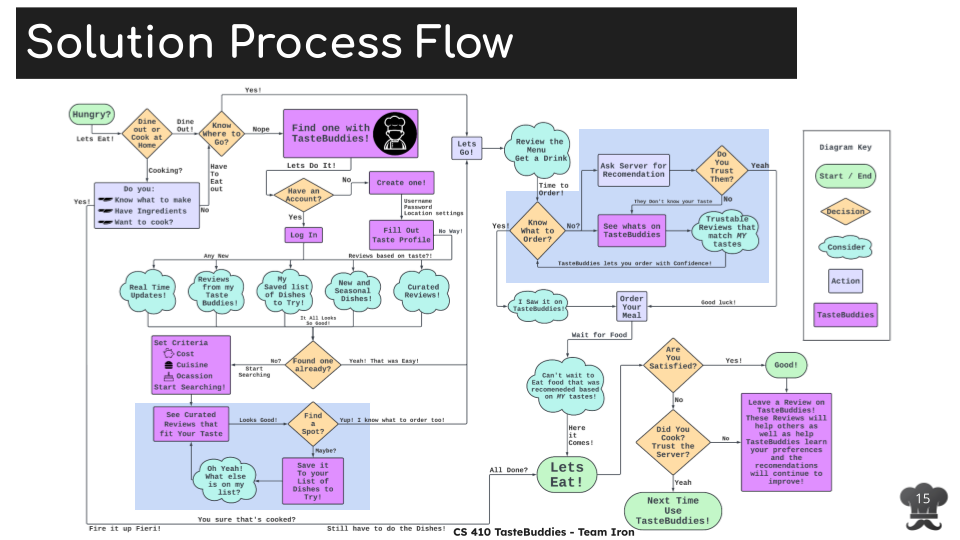 Solution Process Flow
Hungry?
Lets Eat!
Dine
out or
Cook at
Home
Dine
Out!
Know
Where to
Go?
Yes!
Nope
Find one with
TasteBuddies!
Lets Do It!
Cooking?
Have
To
Eat
out
Do you:
Know what to make
Have Ingredients
Want to cook?
No
Yes!
Have an
Account?
No
Create one!
Username
Password
Location settings
Yes
Log In
Fill Out
Taste Profile
No Way!
Any New
Reviews based on taste?!
Real Time
Updates!
Reviews
from my
Taste
Buddies!
My
Saved list
of Dishes
to Try!
New and
Seasonal
Dishes!
Curated
Reviews!
It All Looks
So Good!
Set Criteria
Cost
Cuisine
Ocassion
Start Searching!
No?
Start
Searching
Found one
already?
Yeah! That was Easy!
See Curated
Reviews that
fit Your Taste
Looks Good!
Find
a
Spot?
Yup! I know what to order too!
Maybe?
Oh Yeah!
What else
is on my
list?
Save it
To your
List of
Dishes to
Try!
You sure that's cooked?
Fire it up Fieri!
Still have to do the Dishes!
Lets
Go!
Review the
Menu
Get a Drink
Time to
Order!
Ask Server for
Recomendation
Do
You
Trust
Them?
Yeah
No
They Don't know your Taste
Yes!
Know
What to
Order?
No?
See whats on
TasteBuddies
Trustable
Reviews that
match MY
tastes
TasteBuddies lets you order with Confidence!
I Saw it on
TasteBuddies!
Order
Your
Meal
Good luck!
Wait for Food
Can't wait to
Eat food that was
recomeneded based
on MY tastes!
Here
it
Comes!
All Done?
Lets
Eat!
Are
You
Satisfied?
Yes!
Good!
No
Did You
Cook?
Trust the
Server?
No
Yeah
Next Time
Use
TasteBuddies!
Leave a Review on
TasteBuddies!
These Reviews will
help others as
well as help
TasteBuddies learn
your preferences
and the
recomendations
will continue to
improve!
Diagram Key
Start / End
Decision
Consider
Action
TasteBuddies
CS 410 TasteBuddies - Team Iron
15